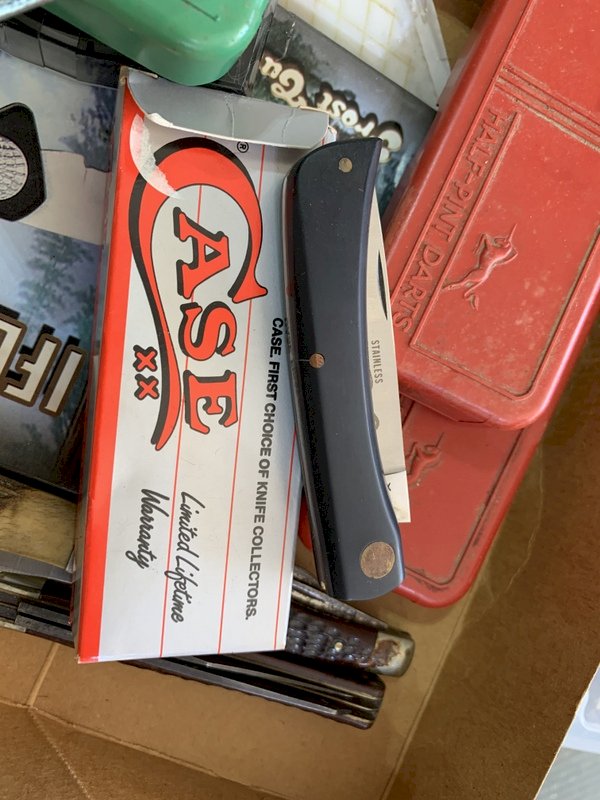 CASE
®
XX
CASE, FIRST CHOICE OF KNIFE COLLECTORS.
Limited Lifetime
Warranty
STAINLESS
HALF-PINT DARTS